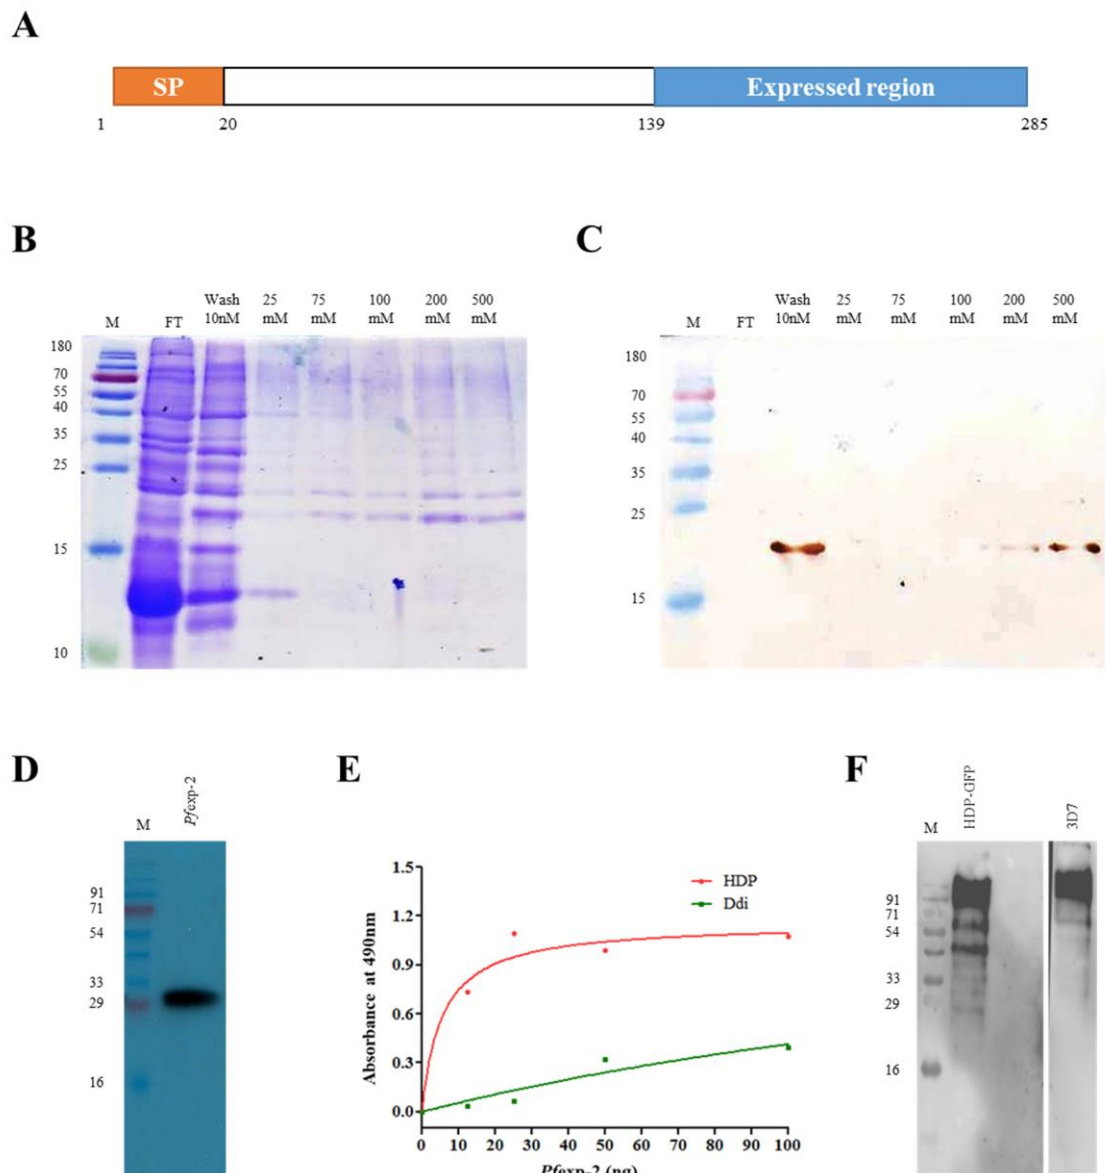 A
SP
Expressed region
1 20 139 285
B
Wash 25 75 100 200 500
M FT 10nM mM mM mM mM mM
180
70
55
40
35
25
15
10
C
Wash 25 75 100 200 500
M FT 10nM mM mM mM mM mM
180
70
55
40
35
25
15
D
M Pfexp-2
91
71
54
33
29
16
E
1.5
1.2
0.9
0.6
0.3
0.0
Absorbance at 490nm
HDP
Ddi
0 10 20 30 40 50 60 70 80 90 100
Pfexp-2 (ng)
F
M HDP-GFP 3D7
91
71
54
33
29
16